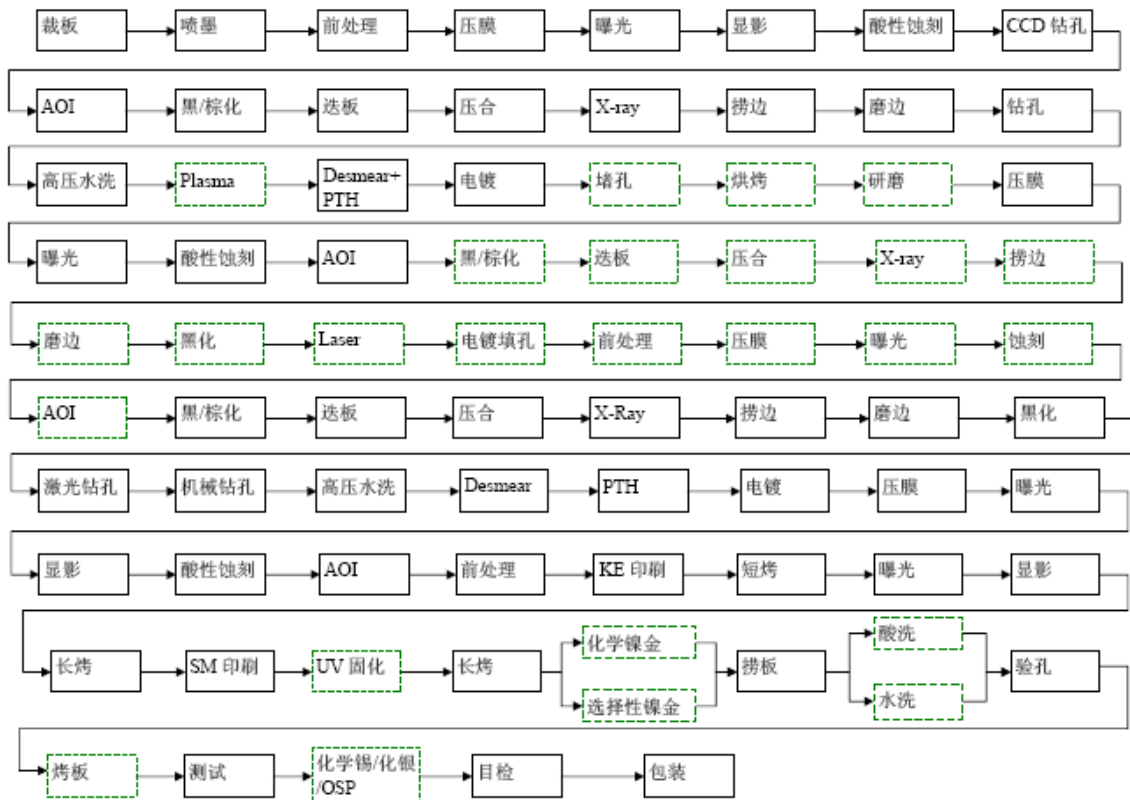 裁板
喷墨
前处理
压膜
曝光
显影
酸性蚀刻
CCD 钻孔
AOI
黑/棕化
迭板
压合
X-ray
捞边
磨边
钻孔
高压水洗
Plasma
Desmear+
PTH
电镀
堵孔
烘烤
研磨
压膜
曝光
酸性蚀刻
AOI
黑/棕化
迭板
压合
X-ray
捞边
磨边
黑化
Laser
电镀填孔
前处理
压膜
曝光
蚀刻
AOI
黑/棕化
迭板
压合
X-Ray
捞边
磨边
黑化
激光钻孔
机械钻孔
高压水洗
Desmear
PTH
电镀
压膜
曝光
显影
酸性蚀刻
AOI
前处理
KE 印刷
短烤
曝光
显影
长烤
SM 印刷
UV 固化
长烤
化学镍金
选择性镍金
捞板
酸洗
水洗
验孔
烤板
测试
化学锡/化银
/OSP
目检
包装